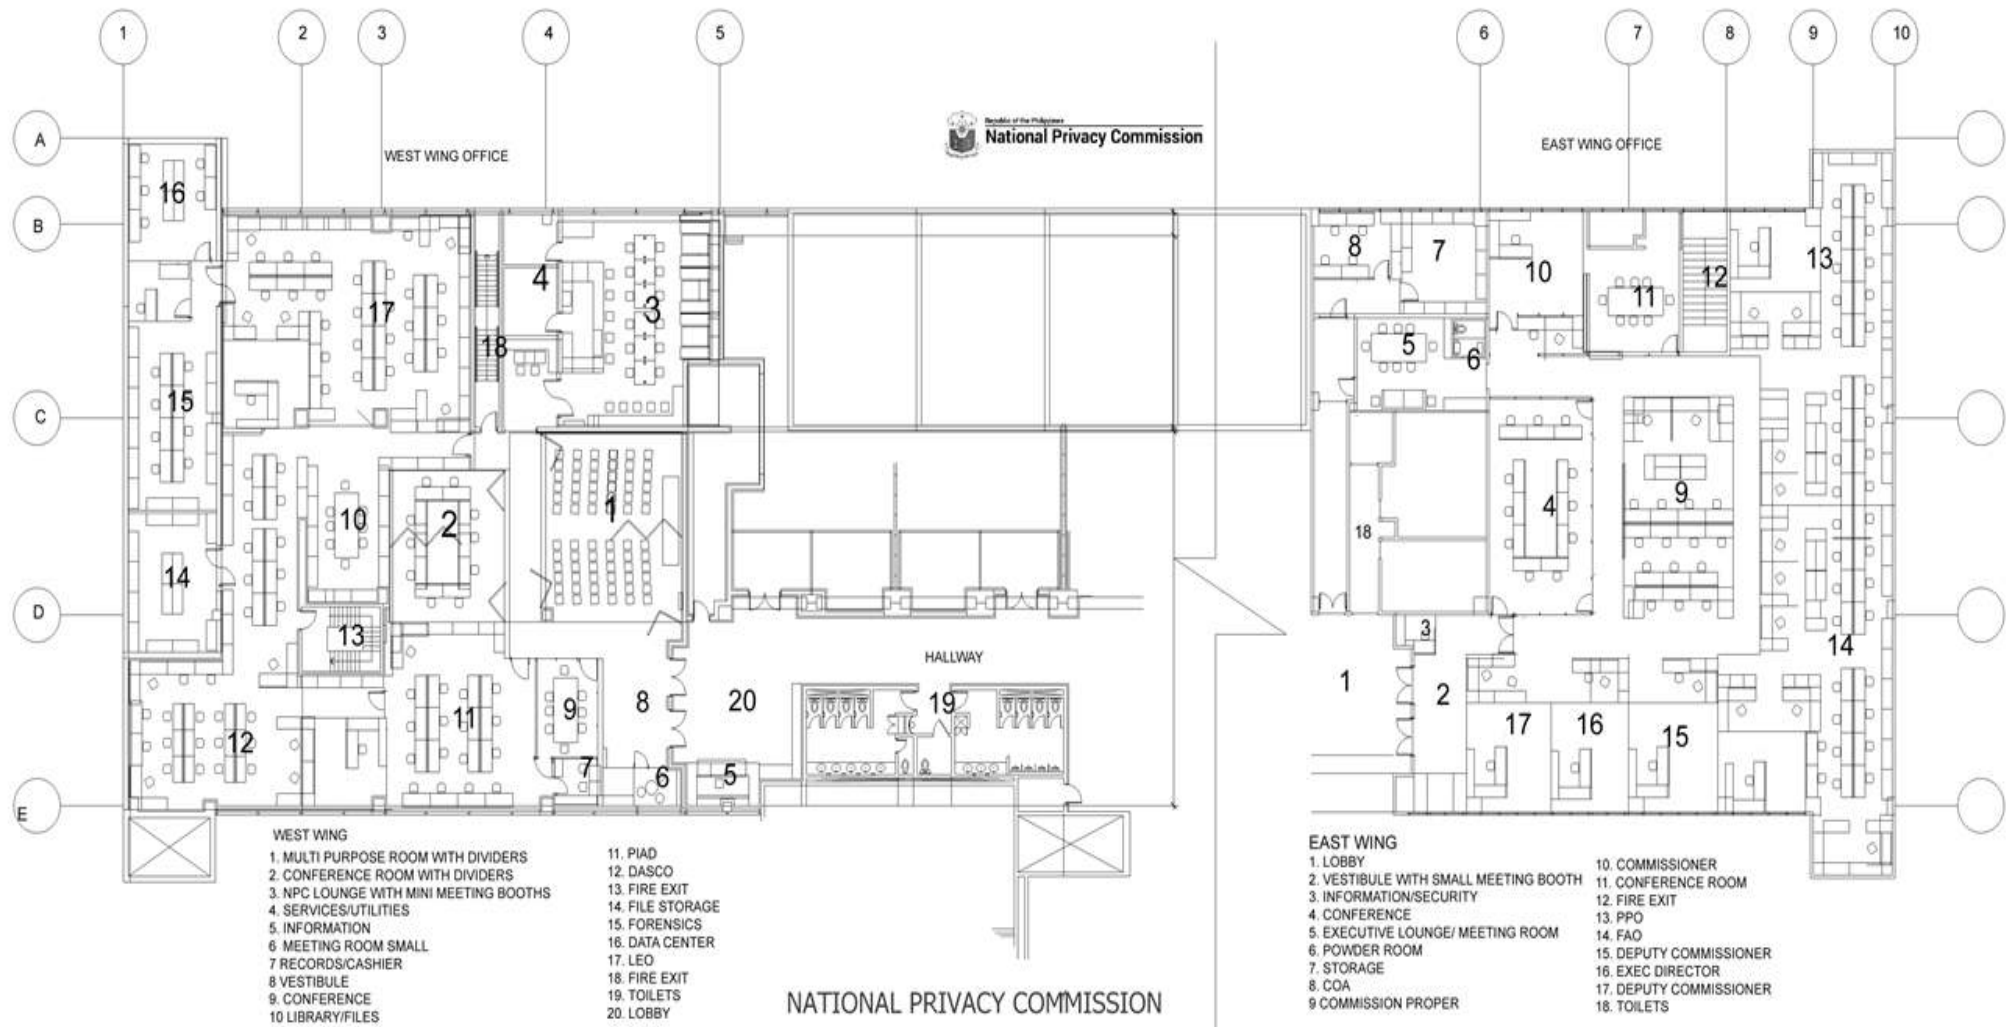 1 2 3 4 5 6 7 8 9 10
A
B
C
D
E
Republic of the Philippines
National Privacy Commission
WEST WING OFFICE
EAST WING OFFICE
16
17
4
3
18
15
10
2
1
14
13
12
11
9
8
7
6
5
20
19
HALLWAY
8
7
10
11
12
13
5
6
4
9
18
3
14
1
2
17
16
15
WEST WING
1. MULTI PURPOSE ROOM WITH DIVIDERS
2. CONFERENCE ROOM WITH DIVIDERS
3. NPC LOUNGE WITH MINI MEETING BOOTHS
4. SERVICES/UTILITIES
5. INFORMATION
6 MEETING ROOM SMALL
7 RECORDS/CASHIER
8 VESTIBULE
9. CONFERENCE
10 LIBRARY/FILES
11. PIAD
12. DASCO
13. FIRE EXIT
14. FILE STORAGE
15. FORENSICS
16. DATA CENTER
17. LEO
18. FIRE EXIT
19. TOILETS
20. LOBBY
NATIONAL PRIVACY COMMISSION
EAST WING
1. LOBBY
2. VESTIBULE WITH SMALL MEETING BOOTH
3. INFORMATION/SECURITY
4. CONFERENCE
5. EXECUTIVE LOUNGE/ MEETING ROOM
6. POWDER ROOM
7. STORAGE
8. COA
9 COMMISSION PROPER
10. COMMISSIONER
11. CONFERENCE ROOM
12. FIRE EXIT
13. PPO
14. FAO
15. DEPUTY COMMISSIONER
16. EXEC DIRECTOR
17. DEPUTY COMMISSIONER
18. TOILETS